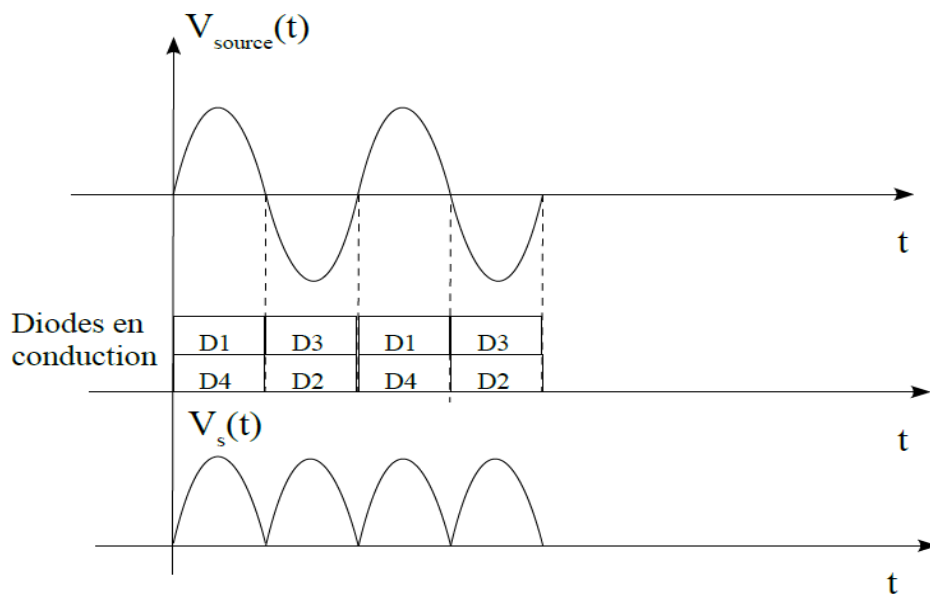 V_source(t)
t
Diodes en
conduction
D1 D3 D1 D3
D4 D2 D4 D2
t
V_s(t)
t